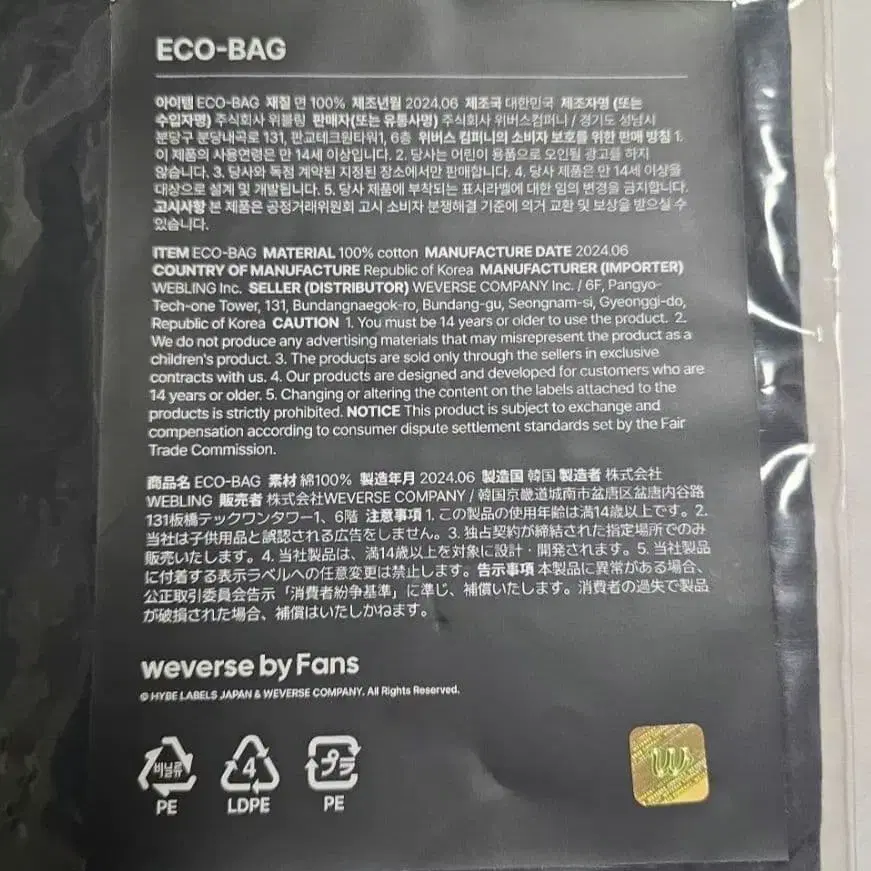 ECO-BAG
아이템 ECO-BAG 재질 면 100% 제조년월 2024.06 제조국 대한민국 제조자명 (또는
수입자명) 주식회사 위블링 판매자(또는 유통사명) 주식회사 위버스컴퍼니 / 경기도 성남시
분당구 분당내곡로 131, 판교테크원타워1, 6층 위버스 컴퍼니의 소비자 보호를 위한 판매 방침 1.
이 제품의 사용연령은 만 14세 이상입니다. 2. 당사는 어린이 용품으로 오인될 광고를 하지
않습니다. 3. 당사와 독점 계약된 지정된 장소에서만 판매합니다. 4. 당사 제품은 만 14세 이상을
대상으로 설계 및 개발됩니다. 5. 당사 제품에 부착되는 표시라벨에 대한 임의 변경을 금지합니다.
고시사항 본 제품은 공정거래위원회 고시 소비자 분쟁해결 기준에 의거 교환 및 보상을 받으실 수
있습니다.
ITEM ECO-BAG MATERIAL 100% cotton MANUFACTURE DATE 2024.06
COUNTRY OF MANUFACTURE Republic of Korea MANUFACTURER (IMPORTER)
WEBLING Inc. SELLER (DISTRIBUTOR) WEVERSE COMPANY Inc. / 6F, Pangyo-
Tech-one Tower, 131, Bundangnaegok-ro, Bundang-gu, Seongnam-si, Gyeonggi-do,
Republic of Korea CAUTION 1. You must be 14 years or older to use the product. 2.
We do not produce any advertising materials that may misrepresent the product as a
children's product. 3. The products are sold only through the sellers in exclusive
contracts with us. 4. Our products are designed and developed for customers who are
14 years or older. 5. Changing or altering the content on the labels attached to the
products is strictly prohibited. NOTICE This product is subject to exchange and
compensation according to consumer dispute settlement standards set by the Fair
Trade Commission.
商品名 ECO-BAG 素材 綿100% 製造年月 2024.06 製造国 韓国 製造者 株式会社
WEBLING 販売者 株式会社WEVERSE COMPANY / 韓国京畿道城南市盆唐区盆唐内谷路
131板橋テックワンタワー1、6階 注意事項 1. この製品の使用年齢は満14歳以上です。2.
当社は子供用品と誤認される広告をしません。3. 独占契約が締結された指定場所でのみ
販売いたします。4. 当社製品は、満14歳以上を対象に設計・開発されます。5. 当社製品
に付着する表示ラベルへの任意変更は禁止します。告示事項 本製品に異常がある場合、
公正取引委員会告示「消費者紛争基準」に準じ、補償いたします。消費者の過失で製品
が破損された場合、補償はいたしかねます。
weverse by Fans
© HYBE LABELS JAPAN & WEVERSE COMPANY. All Rights Reserved.
비닐류 4 プラ
PE LDPE PE
W